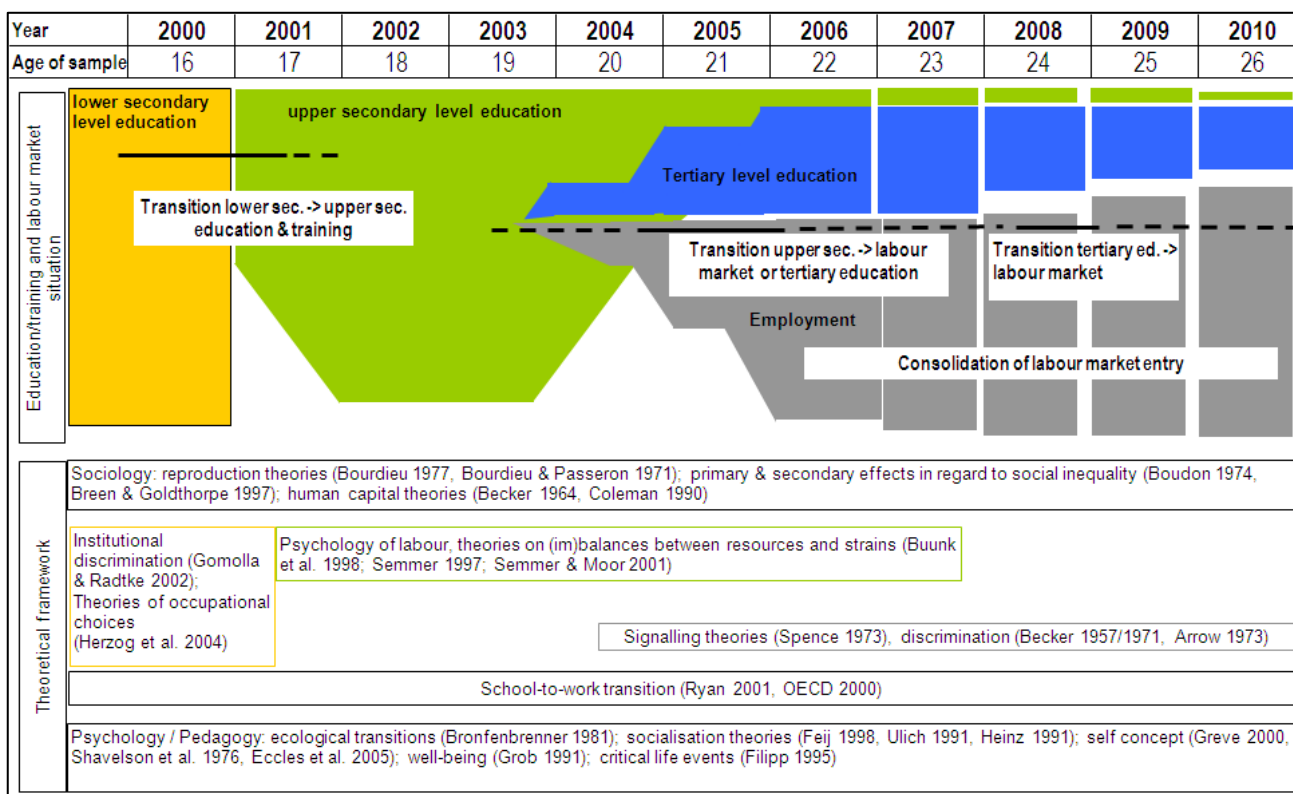 Year 2000 2001 2002 2003 2004 2005 2006 2007 2008 2009 2010
Age of sample 16 17 18 19 20 21 22 23 24 25 26
Education/training and labour market
situation
lower secondary
level education
upper secondary level education
Tertiary level education
Transition lower sec. -> upper sec.
education & training
Transition upper sec. -> labour
market or tertiary education
Transition tertiary ed. ->
labour market
Employment
Consolidation of labour market entry
Theoretical framework
Sociology: reproduction theories (Bourdieu 1977, Bourdieu & Passeron 1971); primary & secondary effects in regard to social inequality (Boudon 1974,
Breen & Goldthorpe 1997); human capital theories (Becker 1964, Coleman 1990)
Institutional
discrimination (Gomolla
& Radtke 2002);
Theories of occupational
choices
(Herzog et al. 2004)
Psychology of labour, theories on (im)balances between resources and strains (Buunk
et al. 1998; Semmer 1997; Semmer & Moor 2001)
Signalling theories (Spence 1973), discrimination (Becker 1957/1971, Arrow 1973)
School-to-work transition (Ryan 2001, OECD 2000)
Psychology / Pedagogy: ecological transitions (Bronfenbrenner 1981); socialisation theories (Feij 1998, Ulich 1991, Heinz 1991); self concept (Greve 2000,
Shavelson et al. 1976, Eccles et al. 2005); well-being (Grob 1991); critical life events (Filipp 1995)